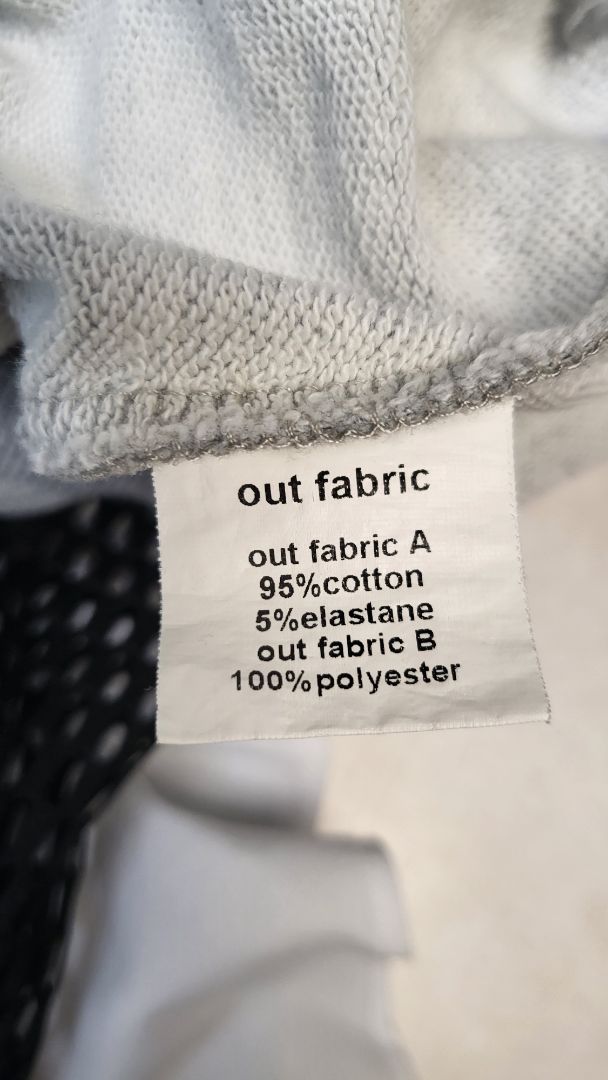 out fabric
out fabric A
95%cotton
5%elastane
out fabric B
100%polyester